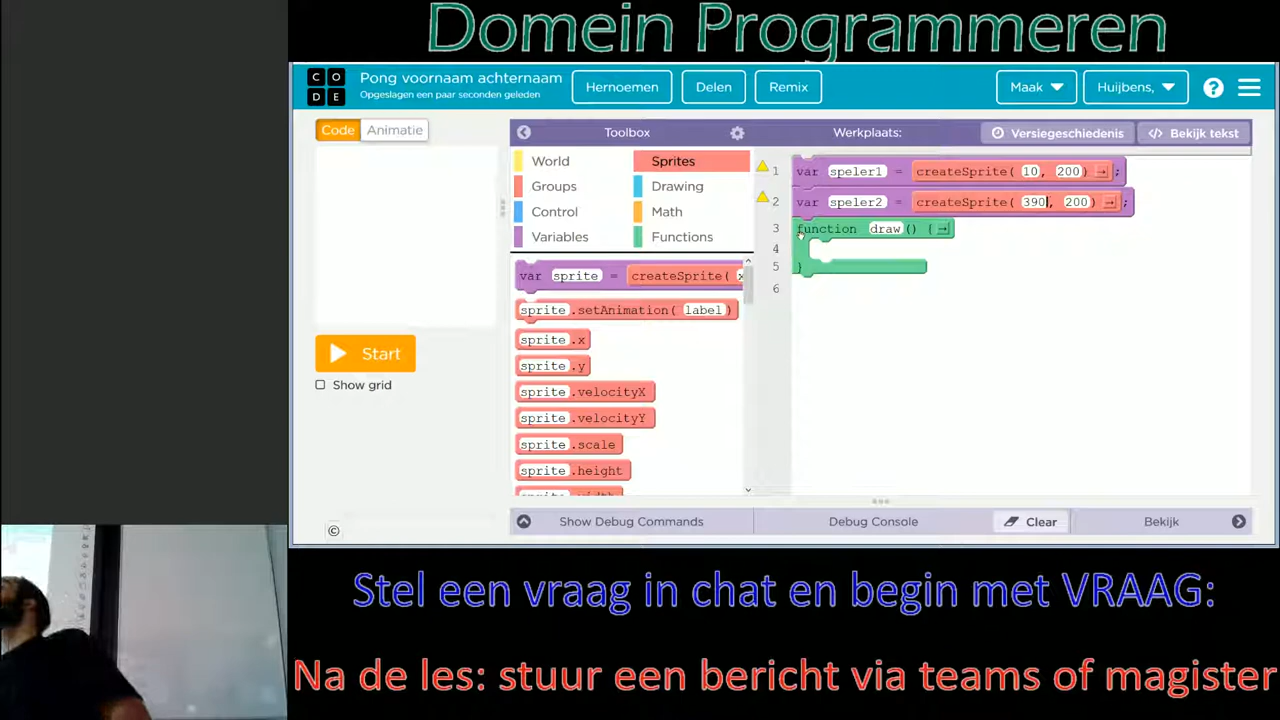 Domein Programmeren
CODE
Pong voornaam achternaam
Opgeslagen een paar seconden geleden
Hernoemen
Delen
Remix
Maak
Huijbens,
?
Code
Animatie
Toolbox
Werkplaats:
Versiegeschiedenis
</> Bekijk tekst
World
Sprites
Groups
Drawing
Control
Math
Variables
Functions
var sprite = createSprite(
sprite.setAnimation( label)
sprite.x
sprite.y
sprite.velocityX
sprite.velocityY
sprite.scale
sprite.height
1 var speler1 = createSprite( 10, 200) → ;
2 var speler2 = createSprite( 390, 200) → ;
3 function draw() { →
4
5 }
6
Start
Show grid
©
Show Debug Commands
Debug Console
Clear
Bekijk
Stel een vraag in chat en begin met VRAAG:
Na de les: stuur een bericht via teams of magister